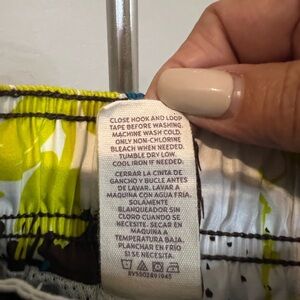 CLOSE HOOK AND LOOP
TAPE BEFORE WASHING.
MACHINE WASH COLD.
ONLY NON-CHLORINE
BLEACH WHEN NEEDED.
TUMBLE DRY LOW.
COOL IRON IF NEEDED.
CERRAR LA CINTA DE
GANCHO Y BUCLE ANTES
DE LAVAR. LAVAR A
MAQUINA CON AGUA FRIA.
SOLAMENTE
BLANQUEADOR SIN
CLORO CUANDO SE
NECESITE. SECAR EN
MAQUINA A
TEMPERATURA BAJA.
PLANCHAR EN FRÍO
SI SE NECESITA.